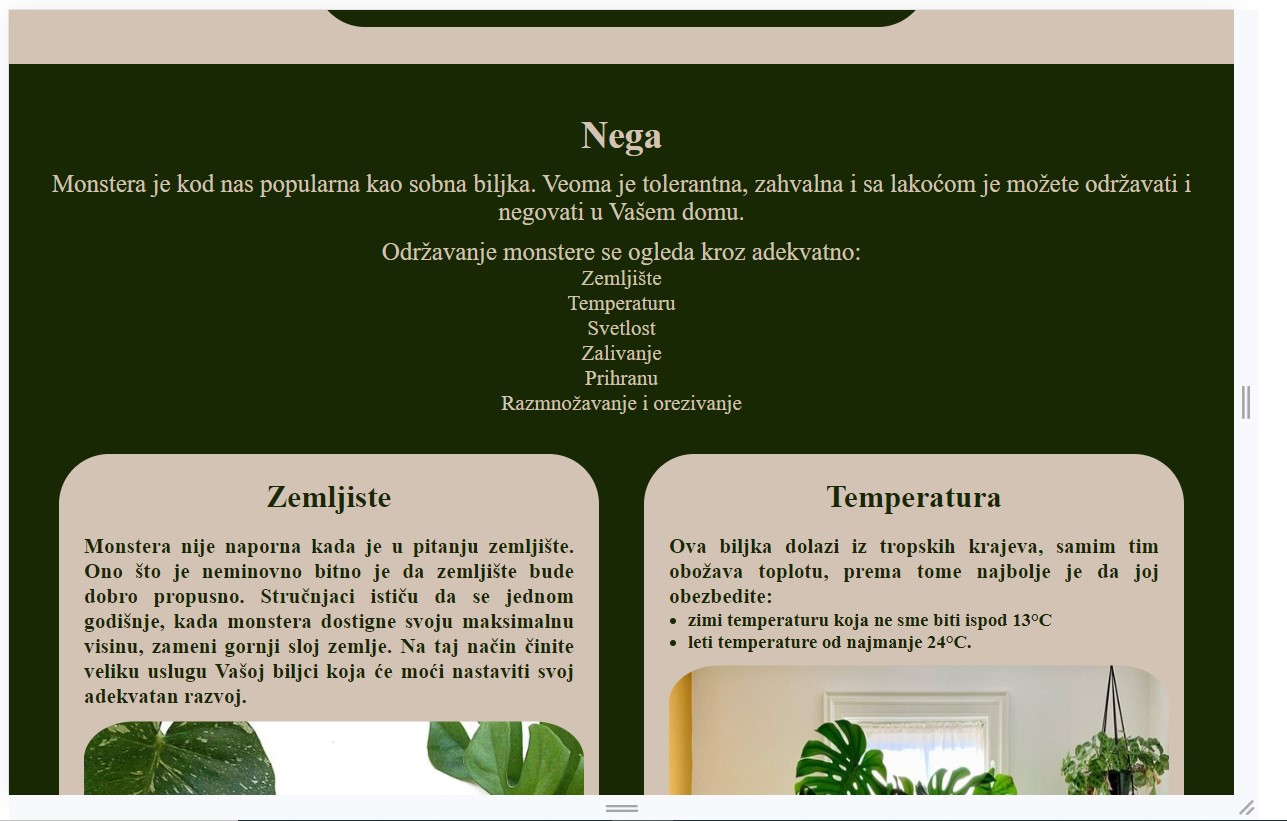 Nega
Monstera je kod nas popularna kao sobna biljka. Veoma je tolerantna, zahvalna i sa lakoćom je možete održavati i
negovati u Vašem domu.
Održavanje monstere se ogleda kroz adekvatno:
Zemljište
Temperaturu
Svetlost
Zalivanje
Prihranu
Razmnožavanje i orezivanje
Zemljiste
Monstera nije naporna kada je u pitanju zemljište.
Ono što je neminovno bitno je da zemljište bude
dobro propusno. Stručnjaci ističu da se jednom
godišnje, kada monstera dostigne svoju maksimalnu
visinu, zameni gornji sloj zemlje. Na taj način činite
veliku uslugu Vašoj biljci koja će moći nastaviti svoj
adekvatan razvoj.
Temperatura
Ova biljka dolazi iz tropskih krajeva, samim tim
obožava toplotu, prema tome najbolje je da joj
obezbedite:
• zimi temperaturu koja ne sme biti ispod 13°C
• leti temperature od najmanje 24°C.